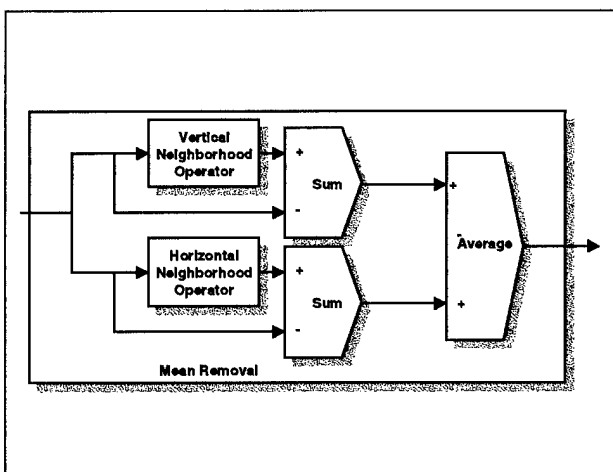 Vertical
Neighborhood
Operator
+
Sum
-
+
-
Average
+
Horizontal
Neighborhood
Operator
+
Sum
-
Mean Removal